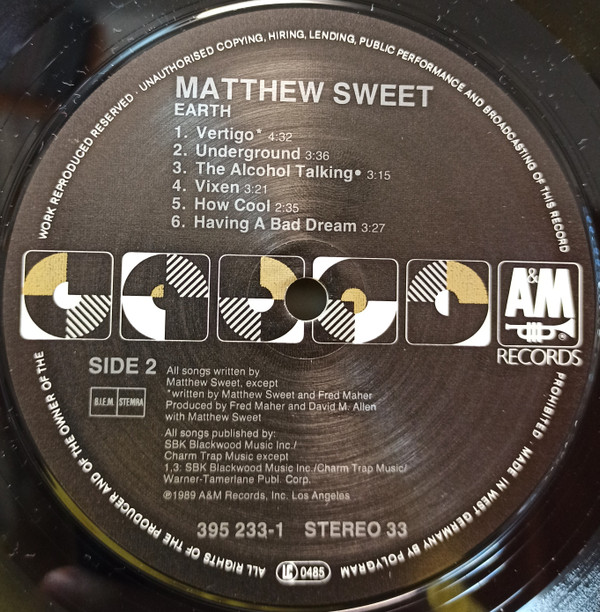 WORK REPRODUCED RESERVED · UNAUTHORISED COPYING, HIRING, LENDING, PUBLIC PERFORMANCE AND BROADCASTING OF THIS RECORD
MATTHEW SWEET
EARTH
1. Vertigo* 4:32
2. Underground 3:36
3. The Alcohol Talking• 3:15
4. Vixen 3:21
5. How Cool 2:35
6. Having A Bad Dream 3:27
A&M
®
RECORDS
SIDE 2
B.I.E.M. STEMRA
All songs written by
Matthew Sweet, except
*written by Matthew Sweet and Fred Maher
Produced by Fred Maher and David M. Allen
with Matthew Sweet
All songs published by:
SBK Blackwood Music Inc./
Charm Trap Music except
1,3: SBK Blackwood Music Inc./Charm Trap Music/
Warner-Tamerlane Publ. Corp.
℗1989 A&M Records, Inc. Los Angeles
395 233-1 STEREO 33
PROHIBITED. MADE IN WEST GERMANY BY POLYGRAM
LC 0485
ALL RIGHTS OF THE PRODUCER AND OF THE OWNER OF THE